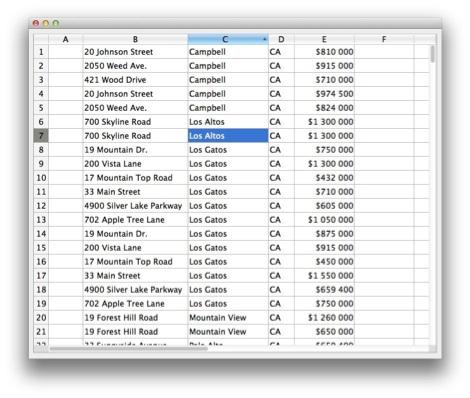 A B C D E F
1 20 Johnson Street Campbell CA $810 000
2 2050 Weed Ave. Campbell CA $915 000
3 421 Wood Drive Campbell CA $710 000
4 20 Johnson Street Campbell CA $974 500
5 2050 Weed Ave. Campbell CA $824 000
6 700 Skyline Road Los Altos CA $1 300 000
7 700 Skyline Road Los Altos CA $1 300 000
8 19 Mountain Dr. Los Gatos CA $750 000
9 200 Vista Lane Los Gatos CA $1 300 000
10 17 Mountain Top Road Los Gatos CA $432 000
11 33 Main Street Los Gatos CA $710 000
12 4900 Silver Lake Parkway Los Gatos CA $605 000
13 702 Apple Tree Lane Los Gatos CA $1 050 000
14 19 Mountain Dr. Los Gatos CA $875 000
15 200 Vista Lane Los Gatos CA $915 000
16 17 Mountain Top Road Los Gatos CA $450 000
17 33 Main Street Los Gatos CA $1 550 000
18 4900 Silver Lake Parkway Los Gatos CA $659 400
19 702 Apple Tree Lane Los Gatos CA $750 000
20 19 Forest Hill Road Mountain View CA $1 260 000
21 19 Forest Hill Road Mountain View CA $650 000